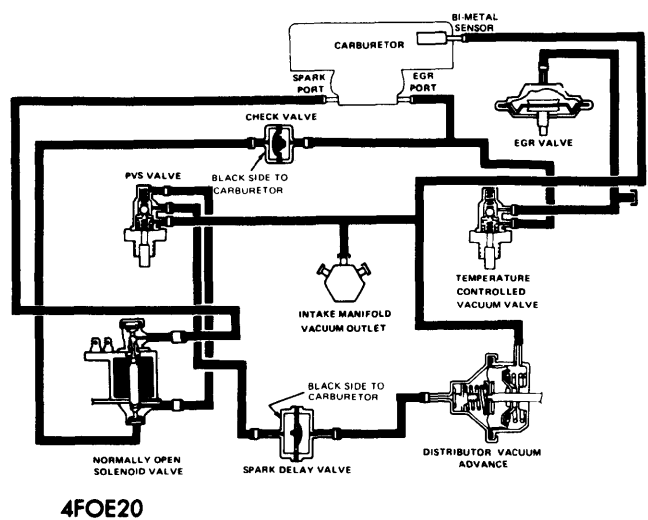 BI-METAL
SENSOR
CARBURETOR
SPARK
PORT
EGR
PORT
CHECK VALVE
EGR VALVE
PVS VALVE
BLACK SIDE TO
CARBURETOR
TEMPERATURE
CONTROLLED
VACUUM VALVE
INTAKE MANIFOLD
VACUUM OUTLET
BLACK SIDE TO
CARBURETOR
DISTRIBUTOR VACUUM
ADVANCE
NORMALLY OPEN
SOLENOID VALVE
SPARK DELAY VALVE
4FOE20